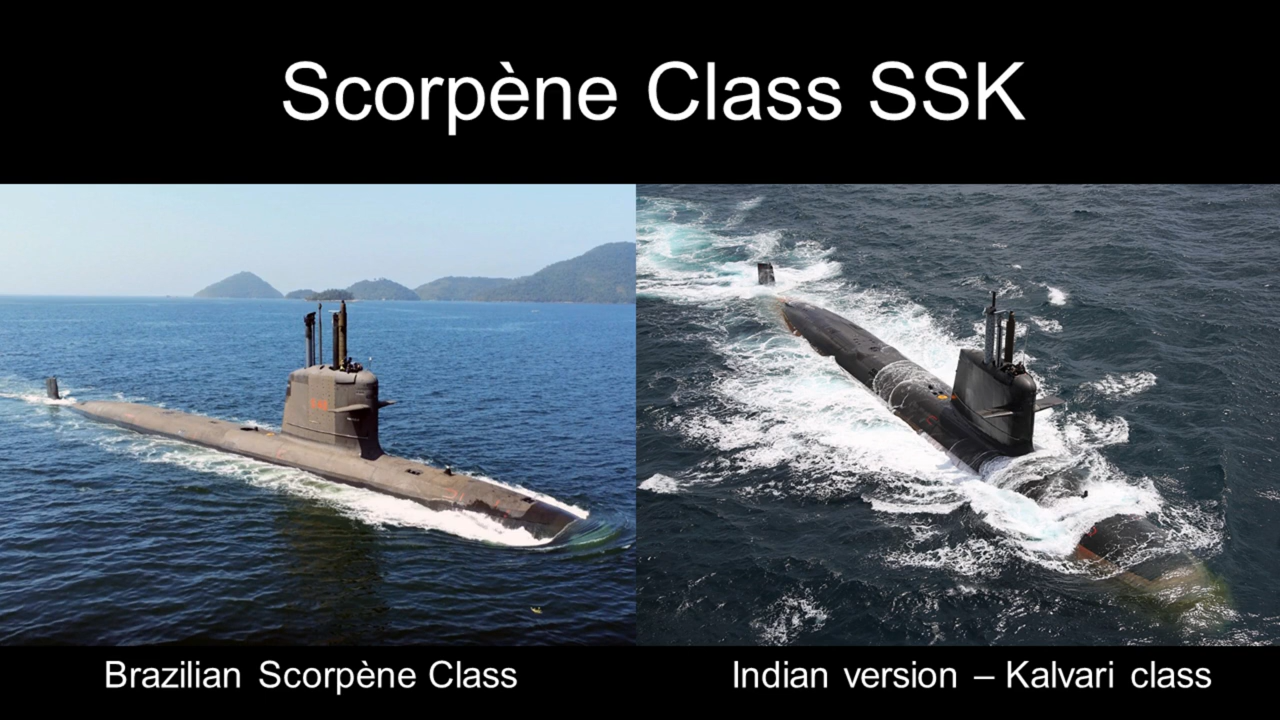 Scorpène Class SSK
Brazilian Scorpène Class
Indian version – Kalvari class